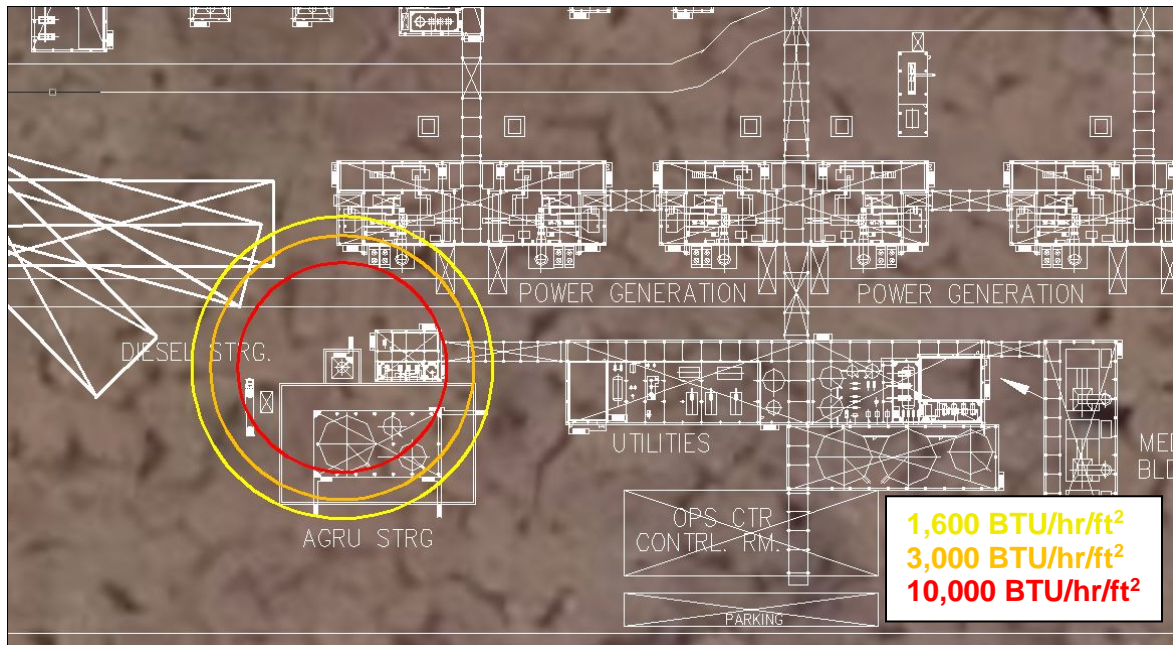 POWER GENERATION
POWER GENERATION
DIESEL STRG.
UTILITIES
MED
BLD
AGRU STRG
OPS CTR
CONTRL. RM.
PARKING
1,600 BTU/hr/ft²
3,000 BTU/hr/ft²
10,000 BTU/hr/ft²